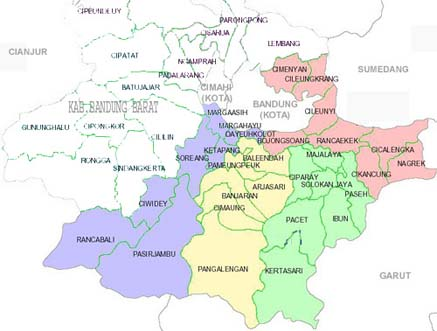 CIPEUNDEUY
PARONGPONG
CISARUA
LEMBANG
CIANJUR
CIPATAT
NGAMPRAH
CIMENYAN
SUMEDANG
PADALARANG
CILEUNGKRANG
BATUJAJAR
CIMAHI
(KOTA)
KAB.BANDUNG BARAT
MARGAASIH
BANDUNG
(KOTA)
CILEUNYI
GUNUNGHALU
CIPONGKOR
MARGAHAYU
DAYEUHKOLOT
CILILIN
BOJONGSOANG
RANCAEKEK
CICALENGKA
RONGGA
SINDANGKERTA
SOREANG
KETAPANG
BALEENDAH
MAJALAYA
NAGREK
PAMEUNGPEUK
CIPARAY
CIKANCUNG
ARJASARI
SOLOKANJAYA
PASEH
CIWIDEY
BANJARAN
CIMAUNG
PACET
IBUN
RANCABALI
PASIRJAMBU
PANGALENGAN
KERTASARI
GARUT